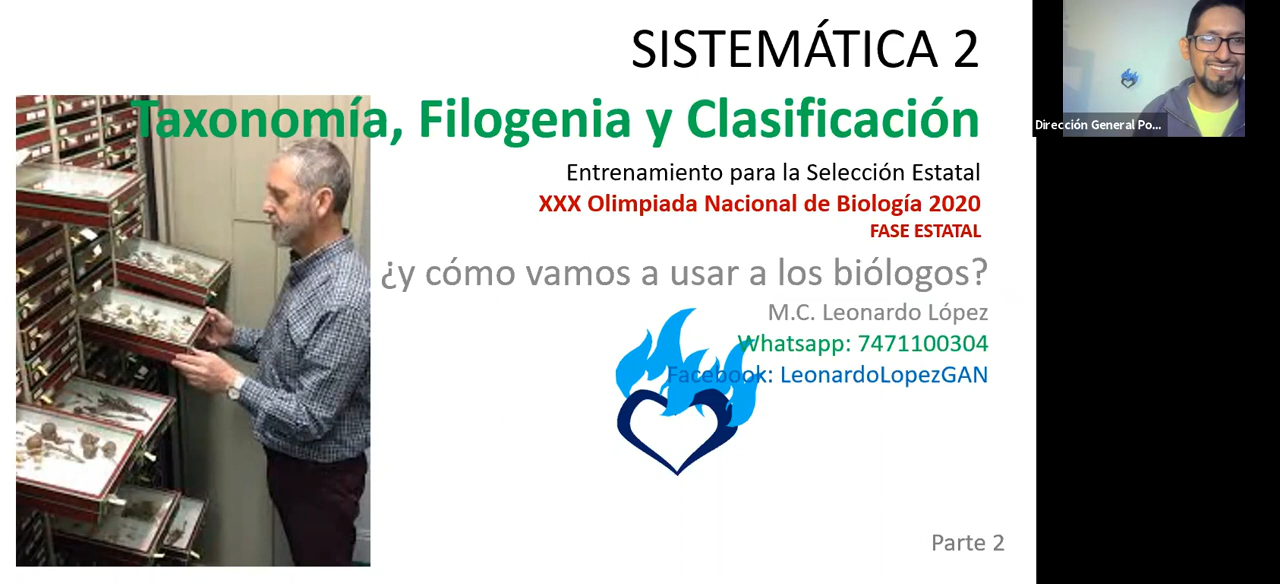 SISTEMÁTICA 2
Taxonomía, Filogenia y Clasificación
Entrenamiento para la Selección Estatal
XXX Olimpiada Nacional de Biología 2020
FASE ESTATAL
¿y cómo vamos a usar a los biólogos?
M.C. Leonardo López
Whatsapp: 7471100304
Facebook: LeonardoLopezGAN
Parte 2
Dirección General Po...